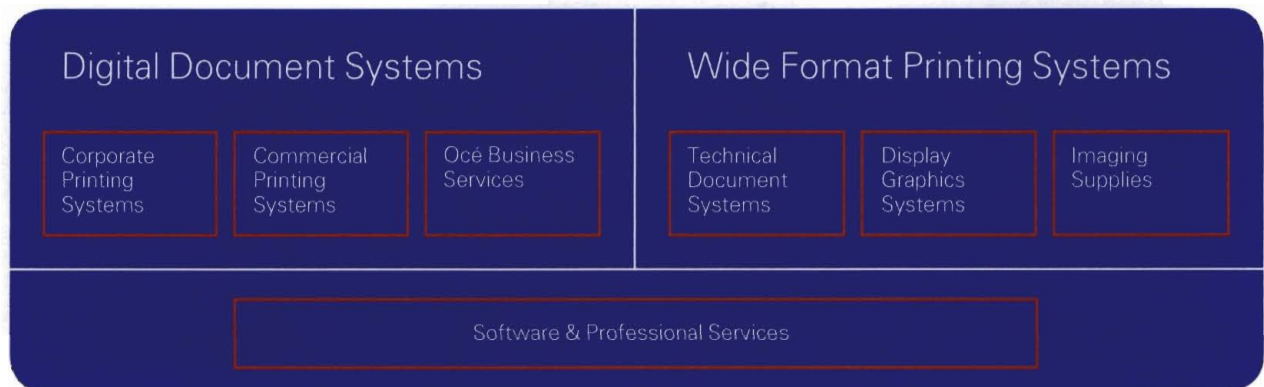 Digital Document Systems
Corporate
Printing
Systems
Commercial
Printing
Systems
Océ Business
Services
Wide Format Printing Systems
Technical
Document
Systems
Display
Graphics
Systems
Imaging
Supplies
Software & Professional Services